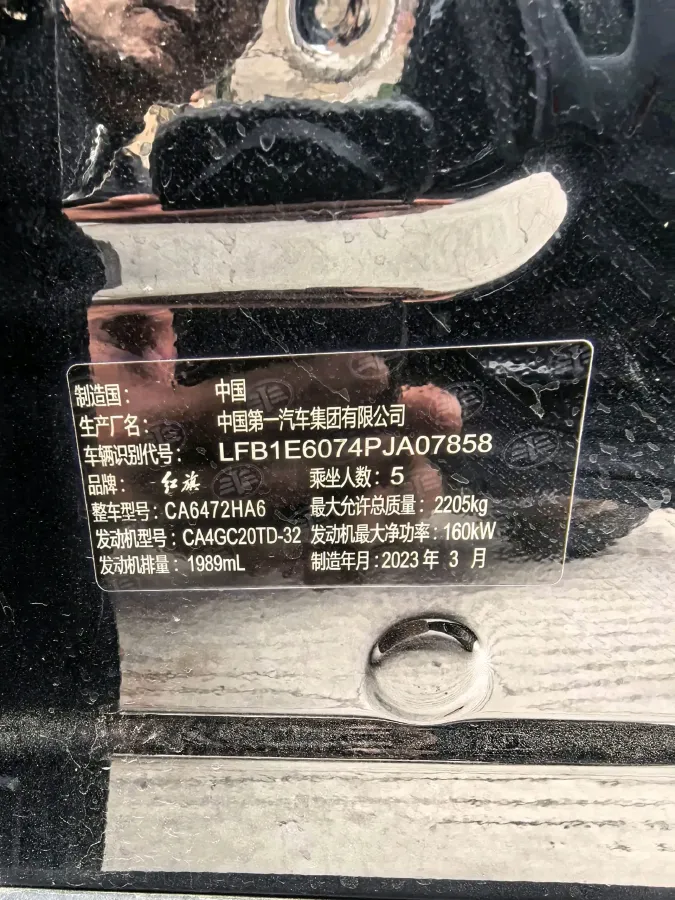 制造国： 中国
生产厂名： 中国第一汽车集团有限公司
车辆识别代号： LFB1E6074PJA07858
品牌： 红旗 乘坐人数：5
整车型号：CA6472HA6 最大允许总质量：2205kg
发动机型号：CA4GC20TD-32 发动机最大净功率：160kW
发动机排量：1989mL 制造年月：2023 年 3 月